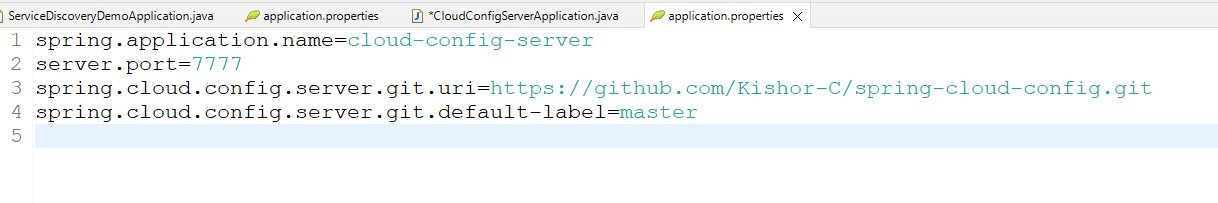 ServiceDiscoveryDemoApplication.java application.properties *CloudConfigServerApplication.java application.properties
1 spring.application.name=cloud-config-server
2 server.port=7777
3 spring.cloud.config.server.git.uri=https://github.com/Kishor-C/spring-cloud-config.git
4 spring.cloud.config.server.git.default-label=master
5